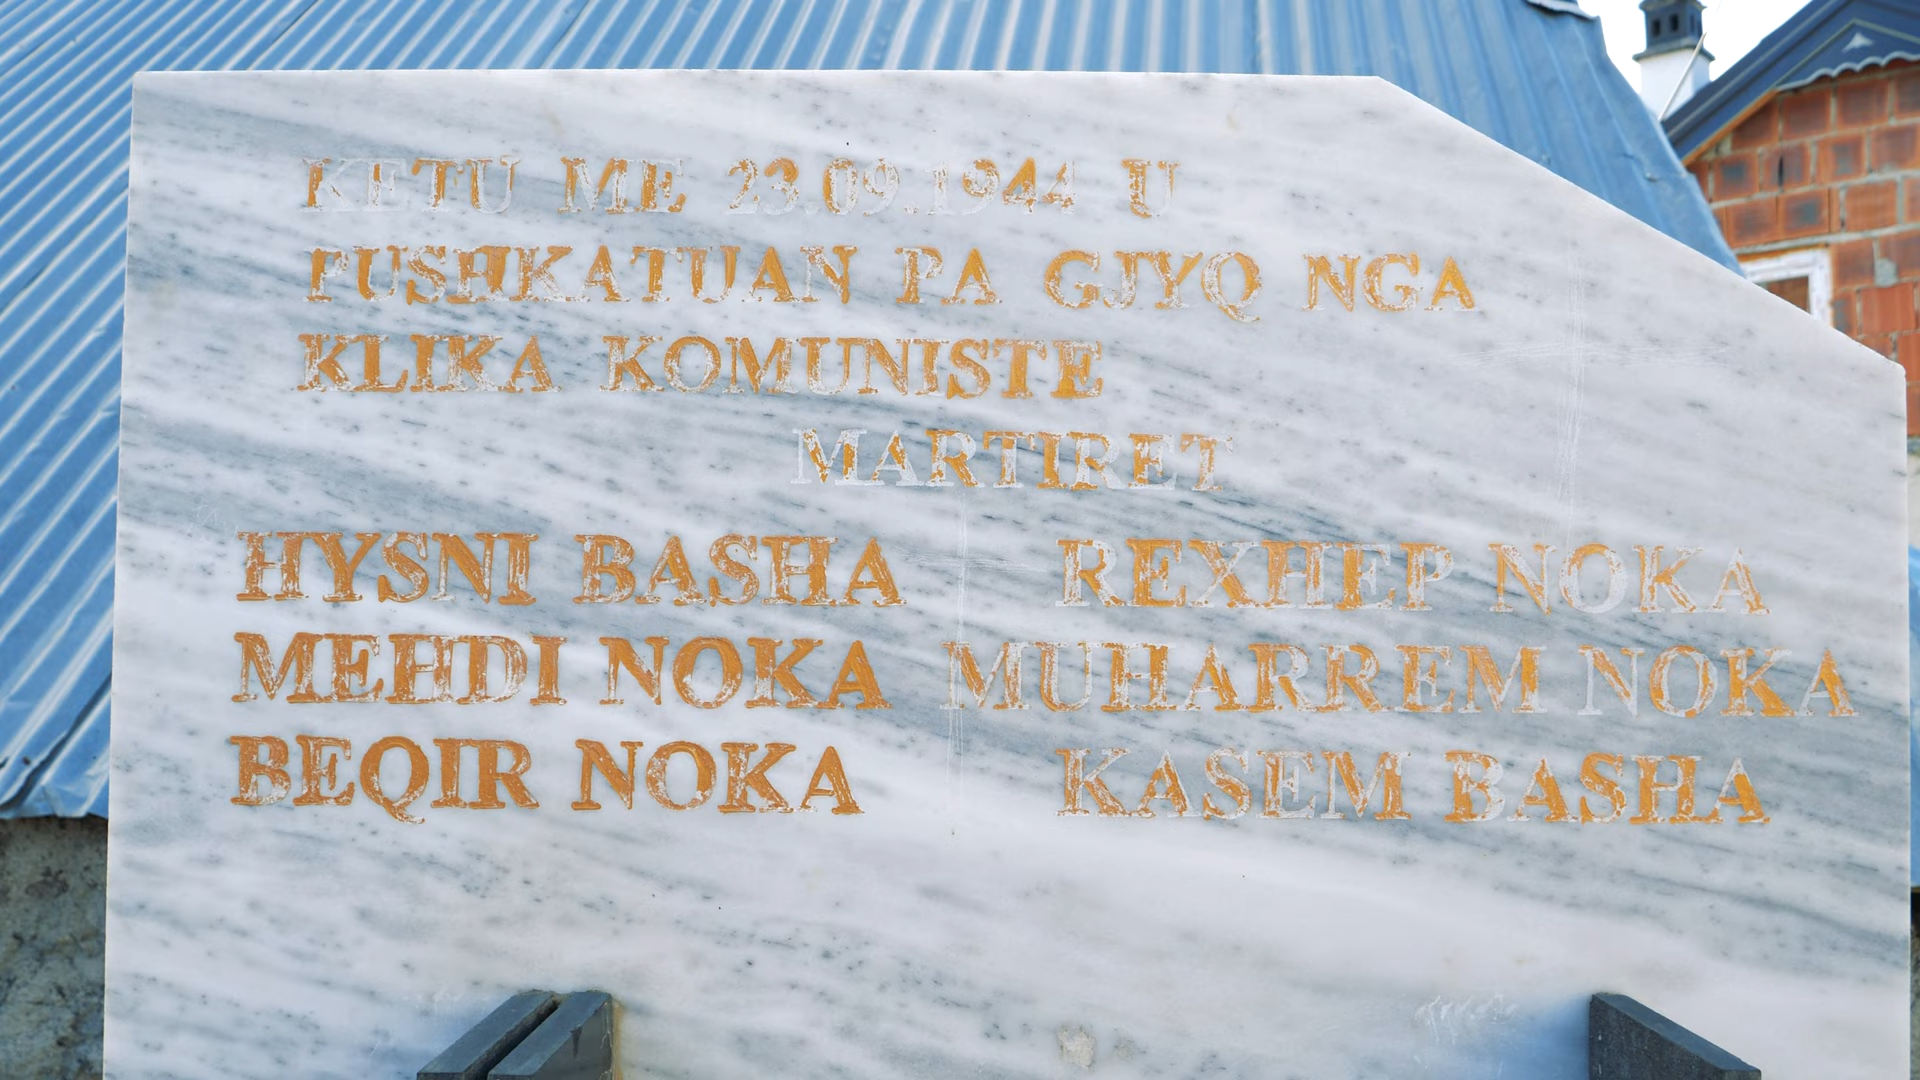 KETU ME 23.09.1944 U
PUSHKATUAN PA GJYQ NGA
KLIKA KOMUNISTE
MARTIRET
HYSNI BASHA REXHEP NOKA
MEHDI NOKA MUHARREM NOKA
BEQIR NOKA KASEM BASHA